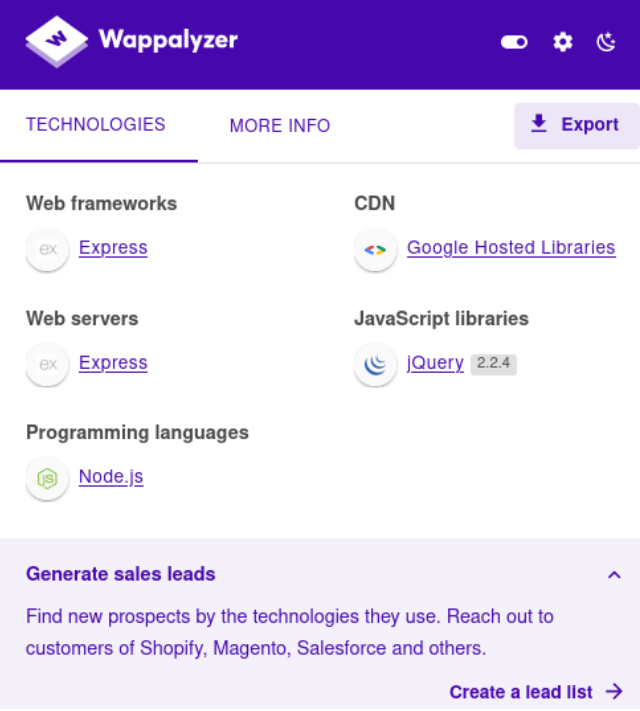 Wappalyzer
TECHNOLOGIES
MORE INFO
Export
Web frameworks
ex
Express
CDN
Google Hosted Libraries
Web servers
ex
Express
JavaScript libraries
jQuery 2.2.4
Programming languages
JS
Node.js
Generate sales leads
Find new prospects by the technologies they use. Reach out to
customers of Shopify, Magento, Salesforce and others.
Create a lead list